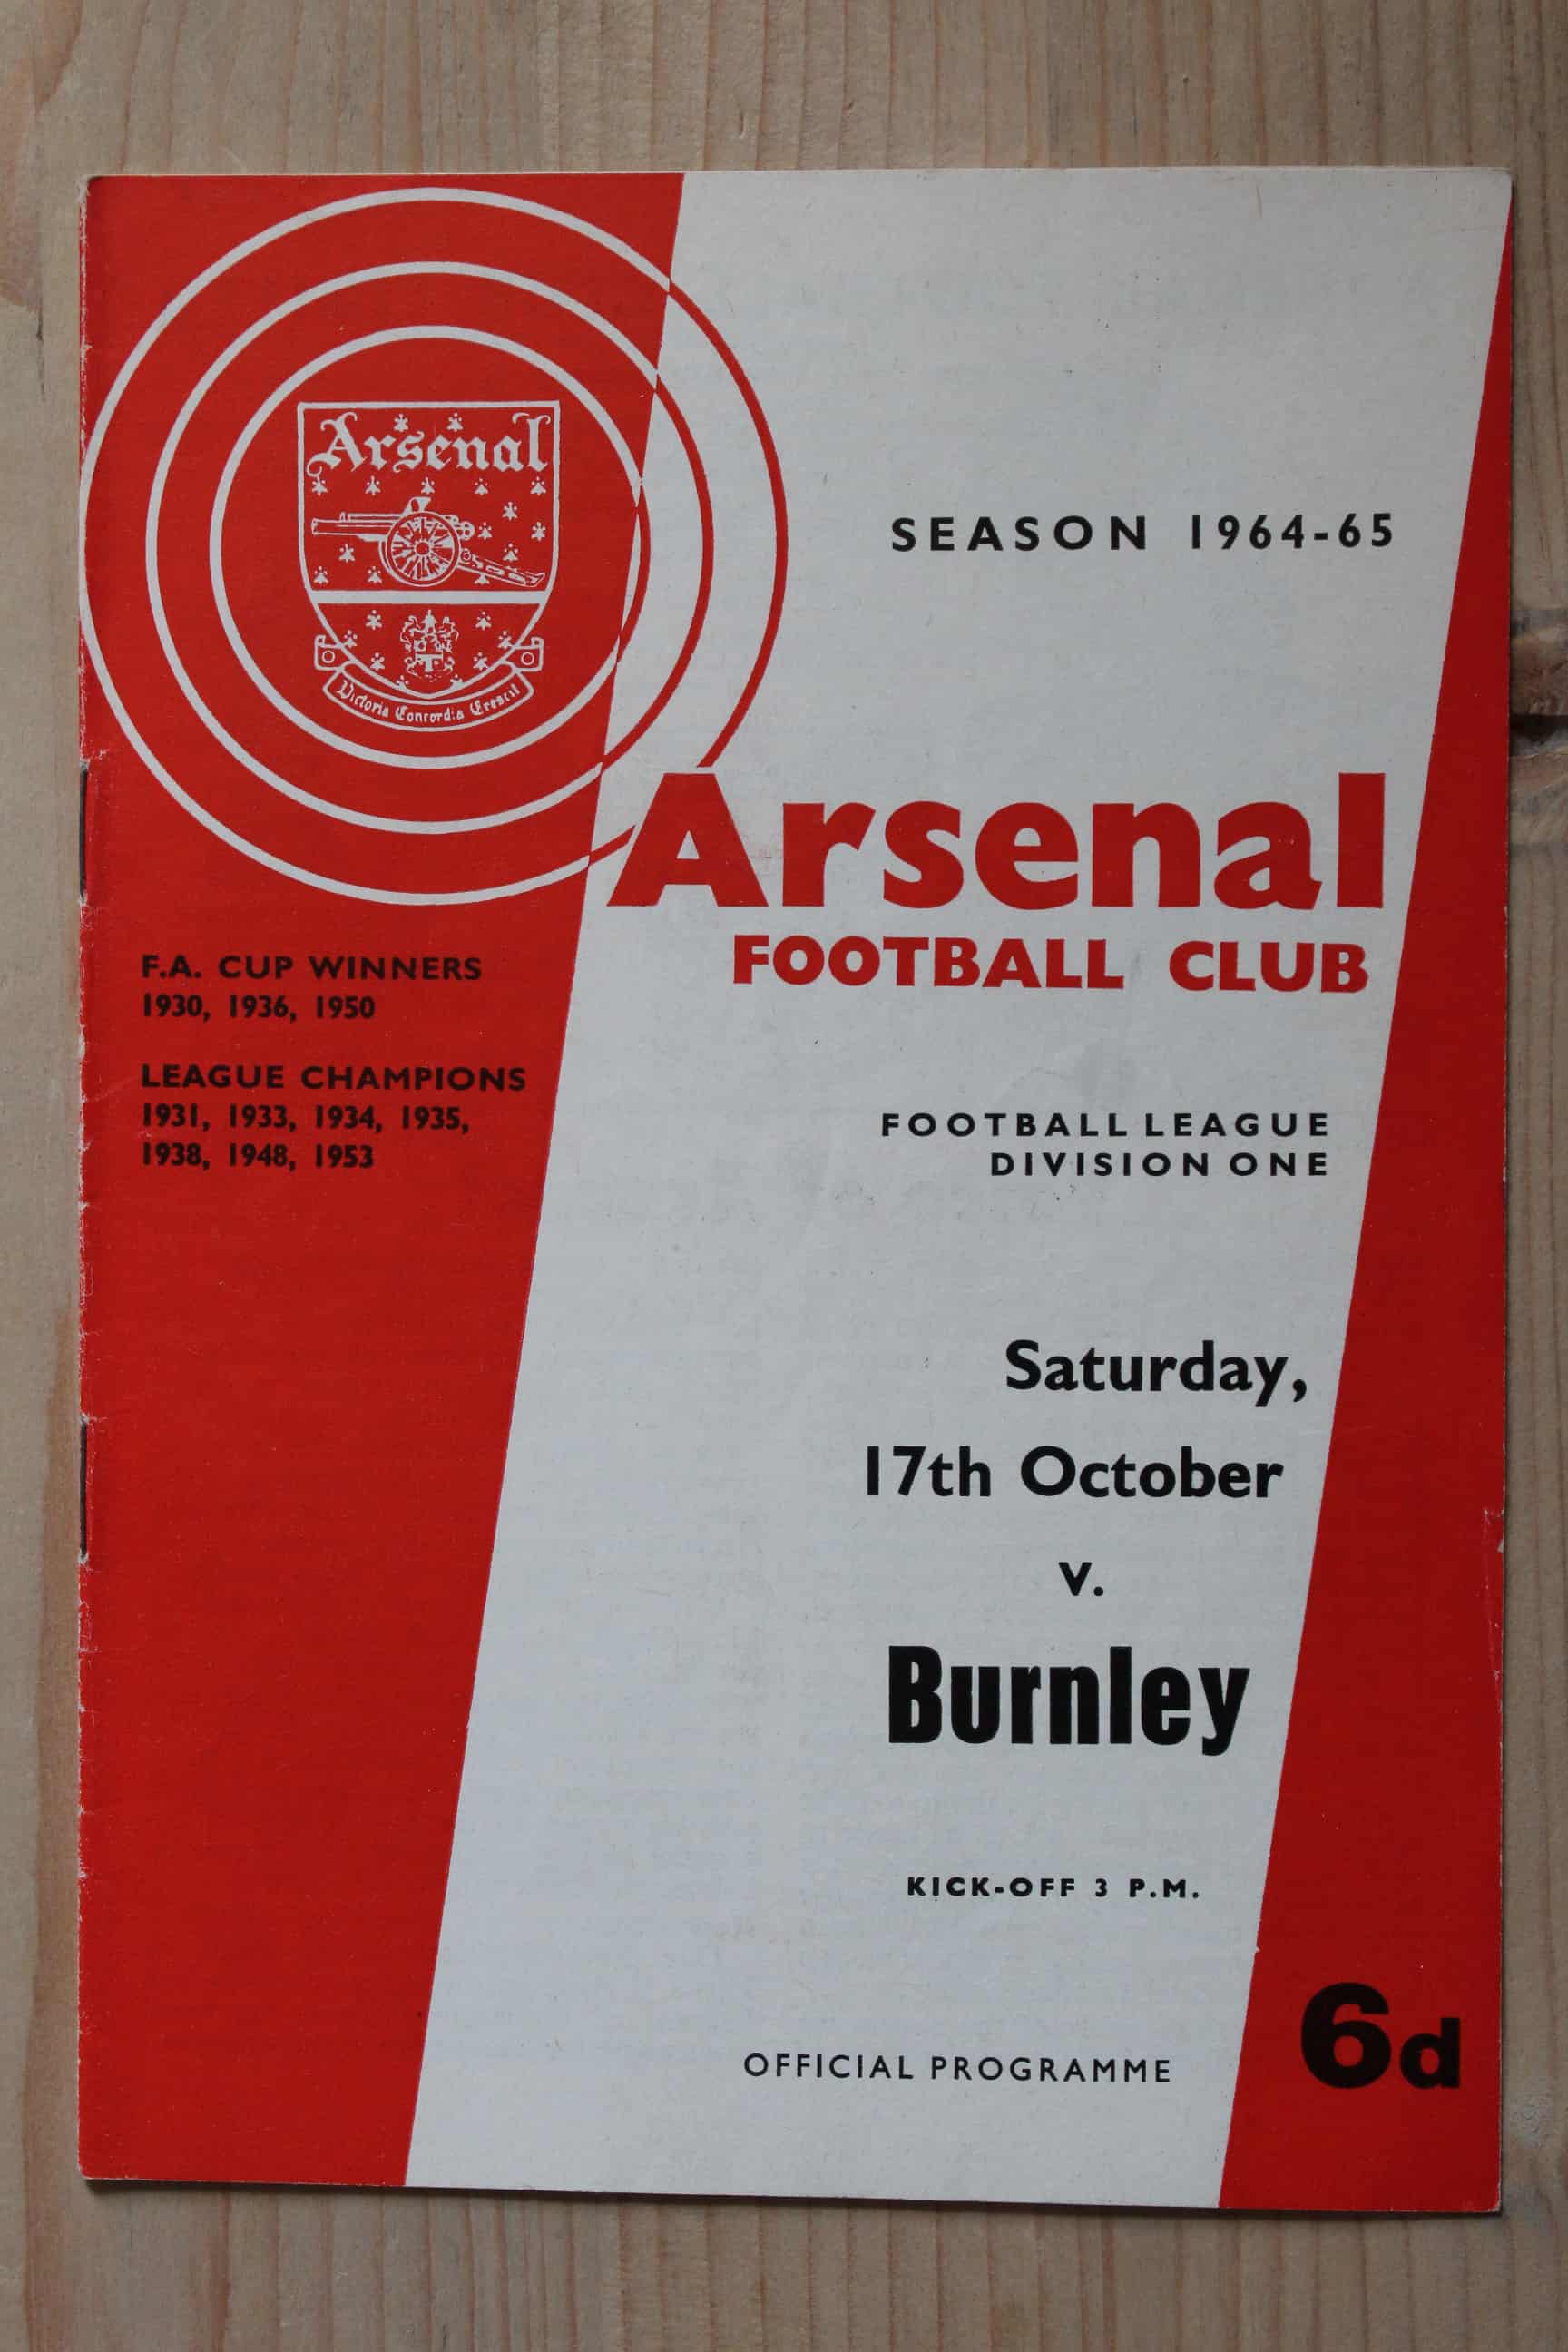 Arsenal
Victoria Concordia Crescit
SEASON 1964-65
Arsenal
FOOTBALL CLUB
F.A. CUP WINNERS
1930, 1936, 1950
LEAGUE CHAMPIONS
1931, 1933, 1934, 1935,
1938, 1948, 1953
FOOTBALL LEAGUE
DIVISION ONE
Saturday,
17th October
v.
Burnley
KICK-OFF 3 P.M.
OFFICIAL PROGRAMME
6d